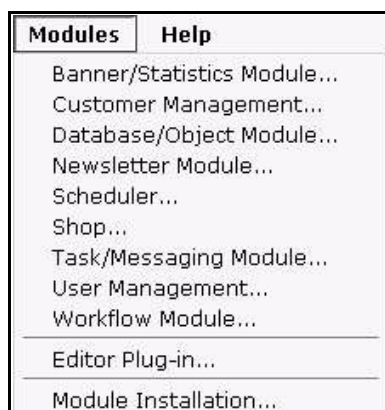 Modules Help
Banner/Statistics Module...
Customer Management...
Database/Object Module...
Newsletter Module...
Scheduler...
Shop...
Task/Messaging Module...
User Management...
Workflow Module...
Editor Plug-in...
Module Installation...